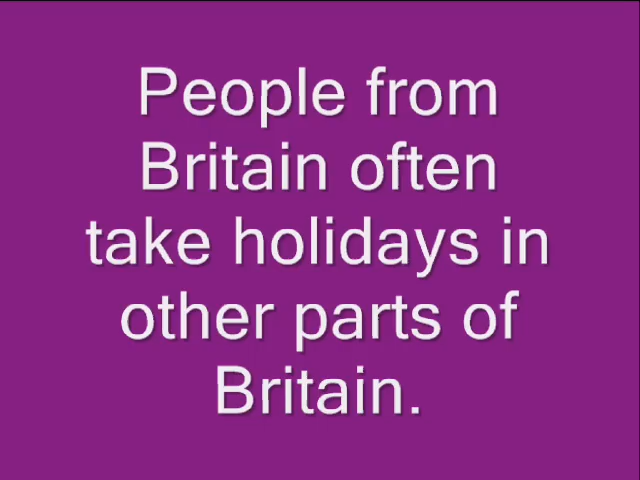 People from
Britain often
take holidays in
other parts of
Britain.